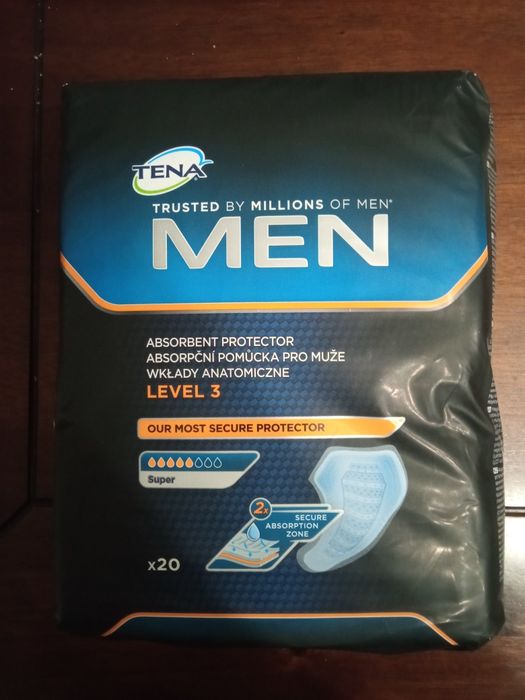 TENA
TRUSTED BY MILLIONS OF MEN*
MEN
ABSORBENT PROTECTOR
ABSORPČNÍ POMŮCKA PRO MUŽE
WKŁADY ANATOMICZNE
LEVEL 3
OUR MOST SECURE PROTECTOR
Super
2x
SECURE
ABSORPTION
ZONE
x20